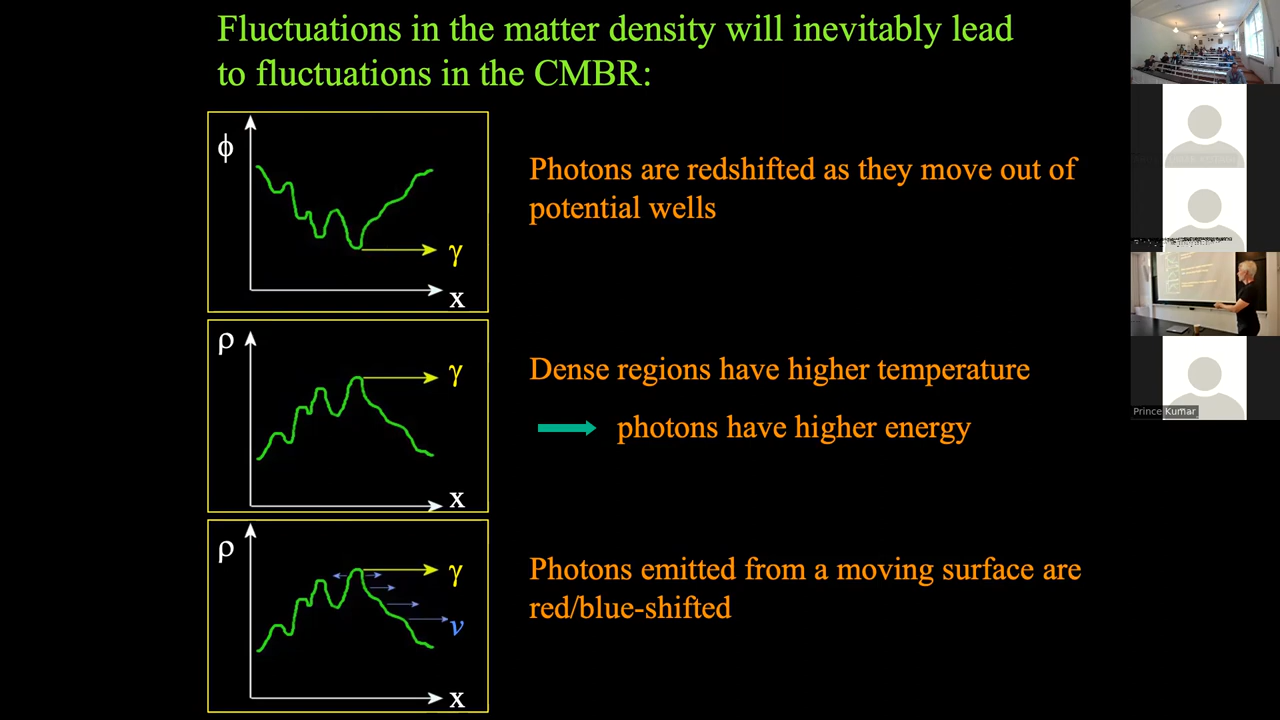 Fluctuations in the matter density will inevitably lead
to fluctuations in the CMBR:
ϕ
γ
x
Photons are redshifted as they move out of
potential wells
ρ
γ
x
Dense regions have higher temperature
photons have higher energy
ρ
γ
v
x
Photons emitted from a moving surface are
red/blue-shifted
Prince Kumar